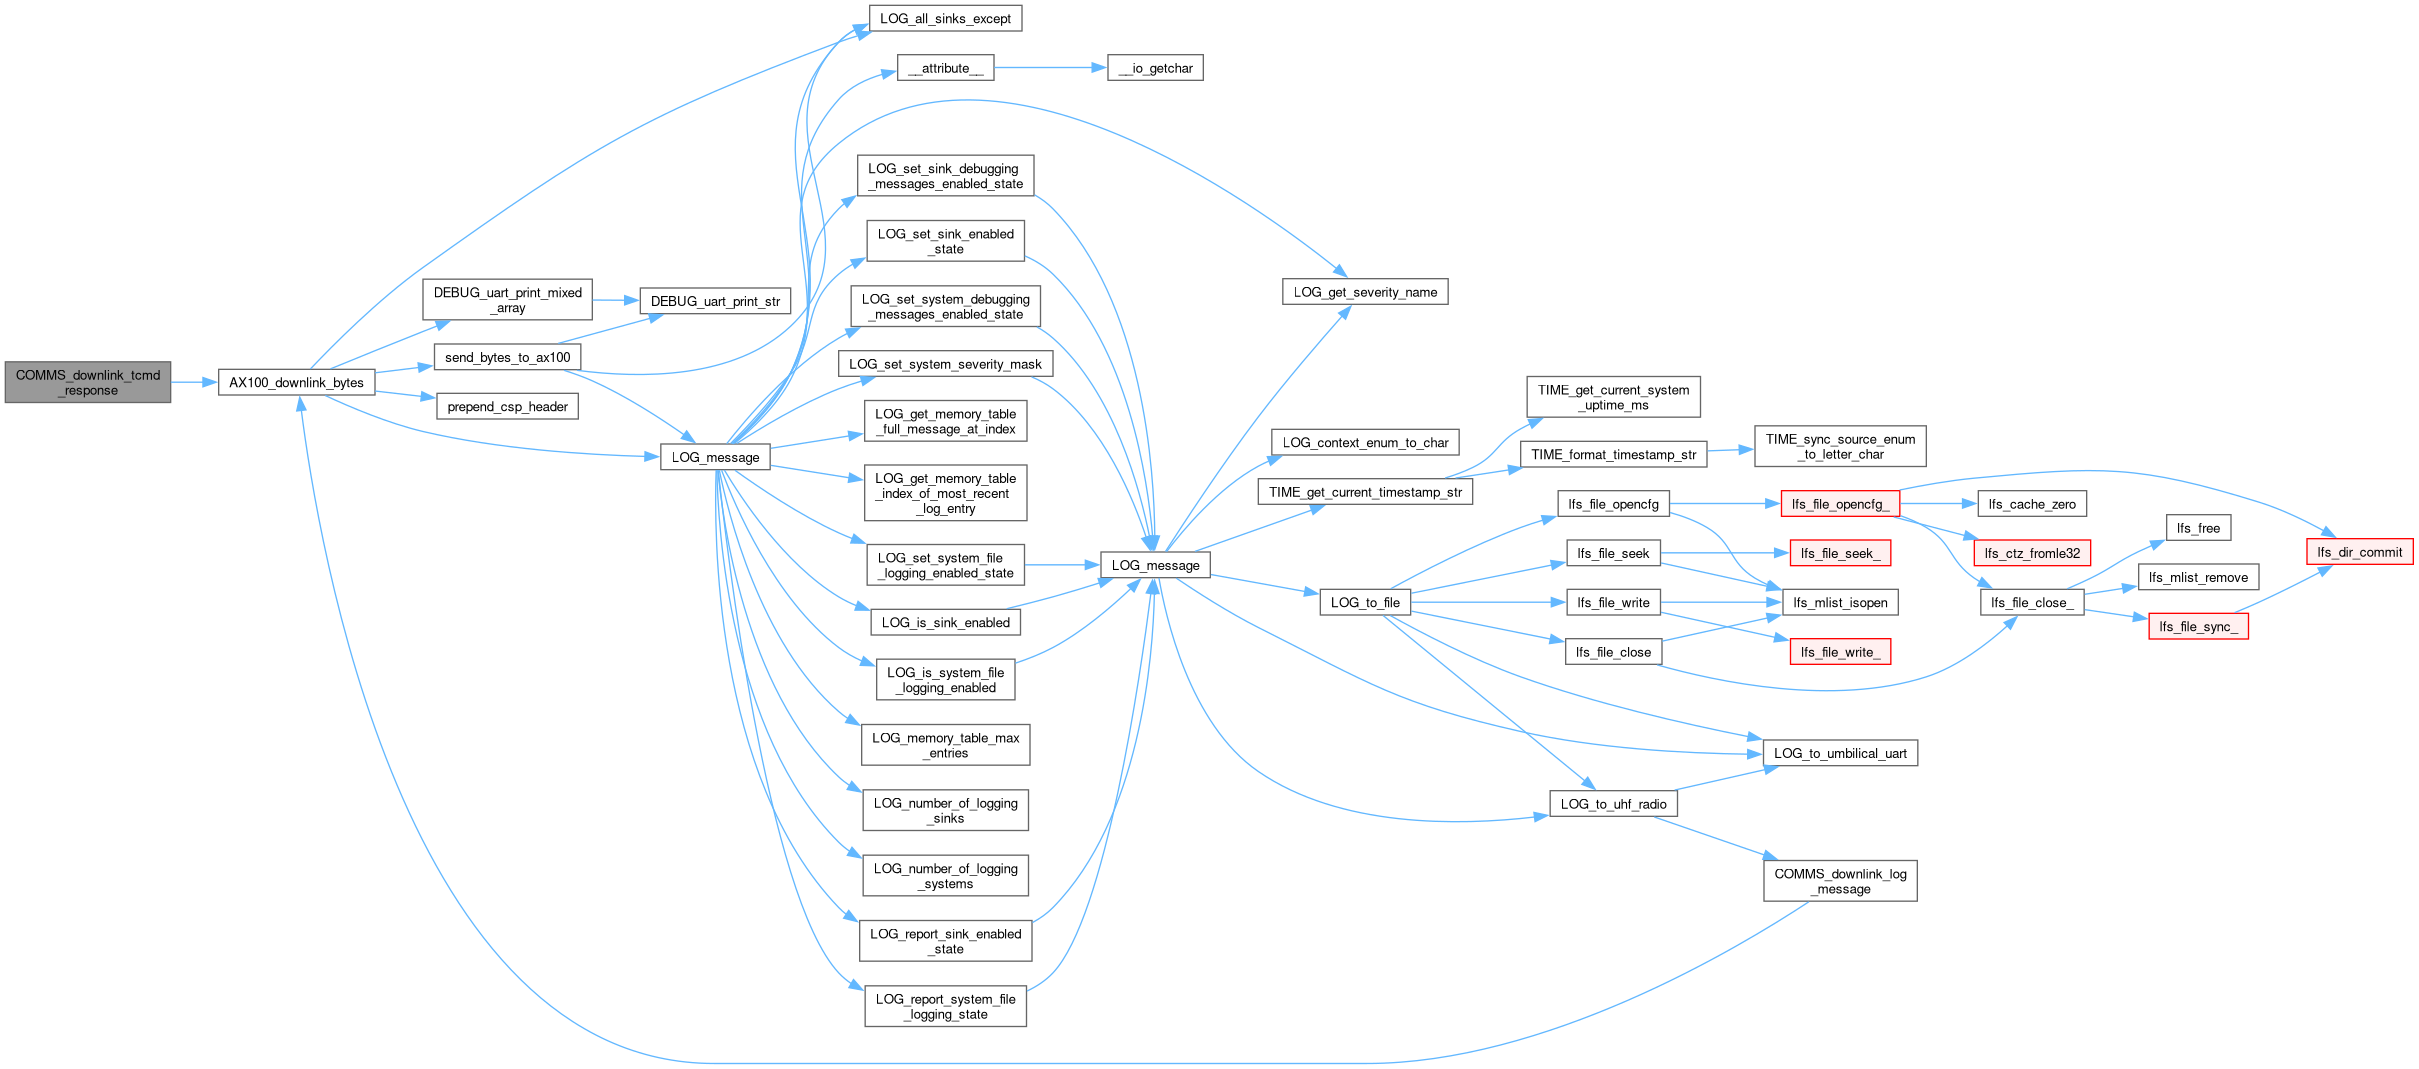 COMMS_downlink_tcmd
_response
AX100_downlink_bytes
DEBUG_uart_print_mixed
_array
send_bytes_to_ax100
prepend_csp_header
DEBUG_uart_print_str
LOG_message
LOG_all_sinks_except
__attribute__
__io_getchar
LOG_set_sink_debugging
_messages_enabled_state
LOG_set_sink_enabled
_state
LOG_set_system_debugging
_messages_enabled_state
LOG_set_system_severity_mask
LOG_get_memory_table
_full_message_at_index
LOG_get_memory_table
_index_of_most_recent
_log_entry
LOG_set_system_file
_logging_enabled_state
LOG_is_sink_enabled
LOG_is_system_file
_logging_enabled
LOG_memory_table_max
_entries
LOG_number_of_logging
_sinks
LOG_number_of_logging
_systems
LOG_report_sink_enabled
_state
LOG_report_system_file
_logging_state
LOG_message
LOG_get_severity_name
LOG_context_enum_to_char
TIME_get_current_timestamp_str
TIME_get_current_system
_uptime_ms
TIME_format_timestamp_str
TIME_sync_source_enum
_to_letter_char
LOG_to_file
lfs_file_opencfg
lfs_file_seek
lfs_file_write
lfs_file_close
lfs_file_opencfg_
lfs_file_seek_
lfs_mlist_isopen
lfs_file_write_
LOG_to_umbilical_uart
LOG_to_uhf_radio
COMMS_downlink_log
_message
lfs_cache_zero
lfs_ctz_fromle32
lfs_file_close_
lfs_free
lfs_mlist_remove
lfs_file_sync_
lfs_dir_commit